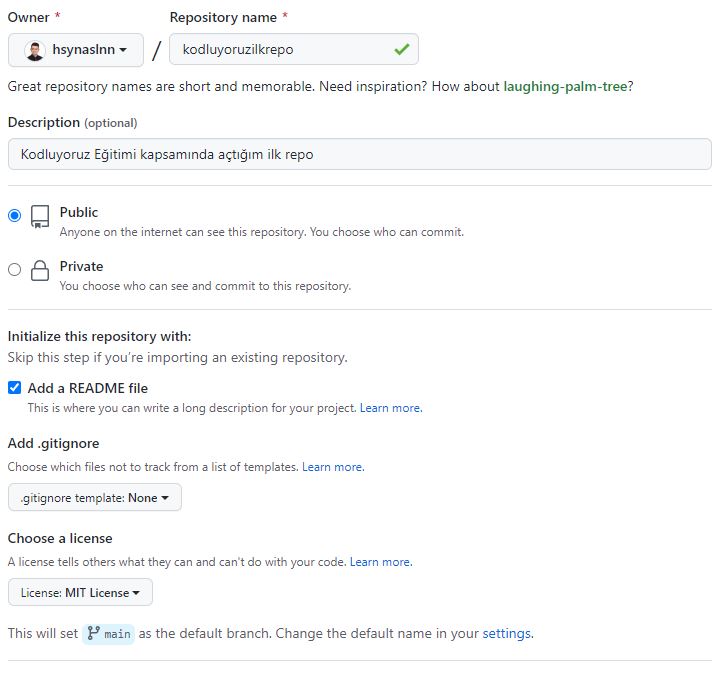 Owner * Repository name *
hsynaslnn / kodluyoruzilkrepo
Great repository names are short and memorable. Need inspiration? How about laughing-palm-tree?
Description (optional)
Kodluyoruz Eğitimi kapsamında açtığım ilk repo
Public
Anyone on the internet can see this repository. You choose who can commit.
Private
You choose who can see and commit to this repository.
Initialize this repository with:
Skip this step if you're importing an existing repository.
Add a README file
This is where you can write a long description for your project. Learn more.
Add .gitignore
Choose which files not to track from a list of templates. Learn more.
.gitignore template: None
Choose a license
A license tells others what they can and can't do with your code. Learn more.
License: MIT License
This will set main as the default branch. Change the default name in your settings.